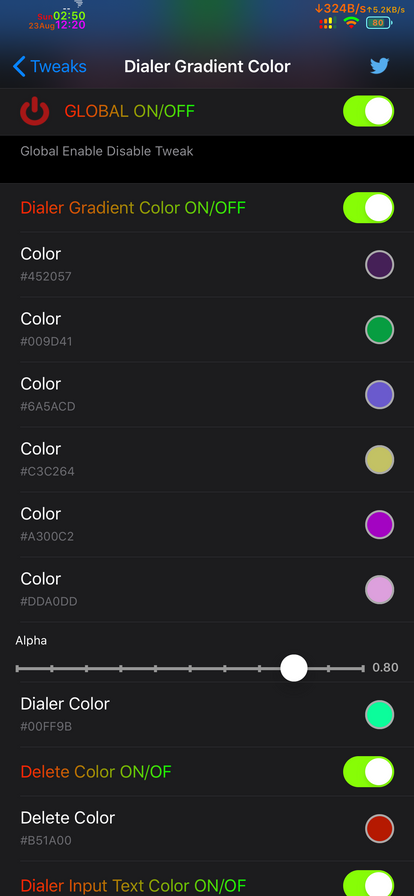 Sun 02:50
23Aug 12:20
↓324B/s↑5.2KB/s
80
Tweaks
Dialer Gradient Color
GLOBAL ON/OFF
Global Enable Disable Tweak
Dialer Gradient Color ON/OFF
Color
#452057
Color
#009D41
Color
#6A5ACD
Color
#C3C264
Color
#A300C2
Color
#DDA0DD
Alpha
0.80
Dialer Color
#00FF9B
Delete Color ON/OF
Delete Color
#B51A00
Dialer Input Text Color ON/OF